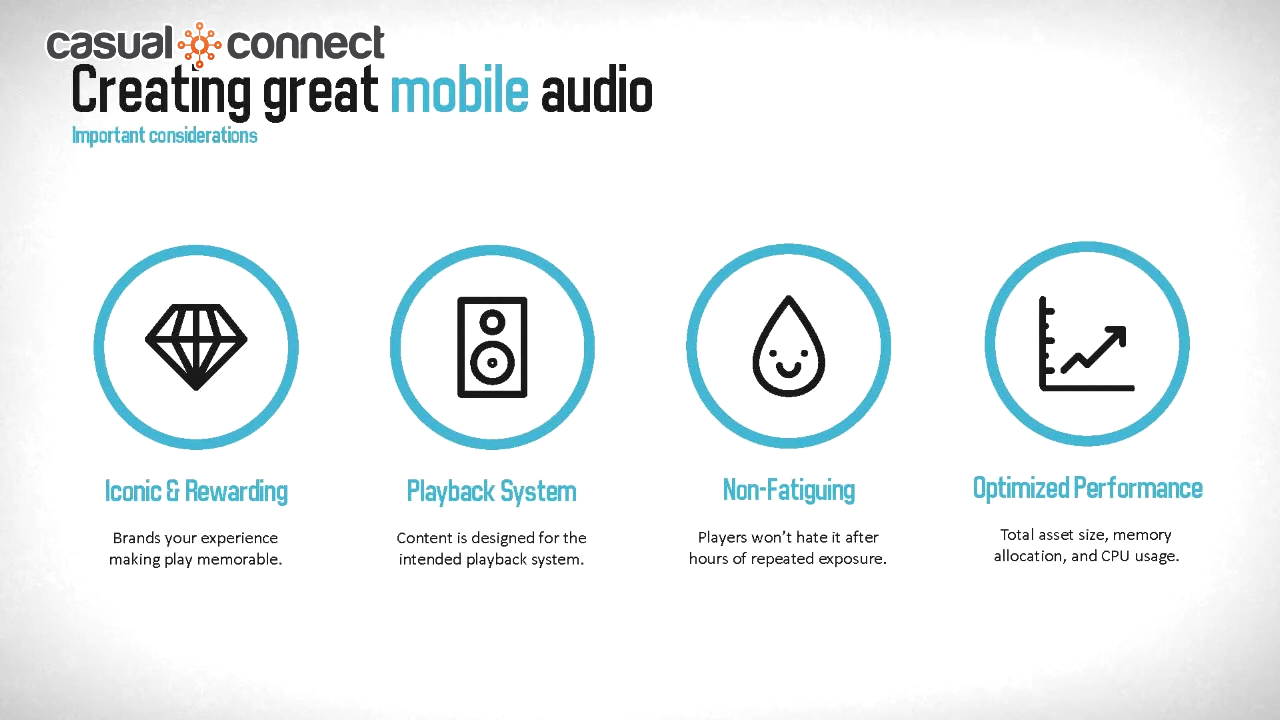 casual connect
Creating great mobile audio
Important considerations
Iconic & Rewarding
Brands your experience
making play memorable.
Playback System
Content is designed for the
intended playback system.
Non-Fatiguing
Players won't hate it after
hours of repeated exposure.
Optimized Performance
Total asset size, memory
allocation, and CPU usage.